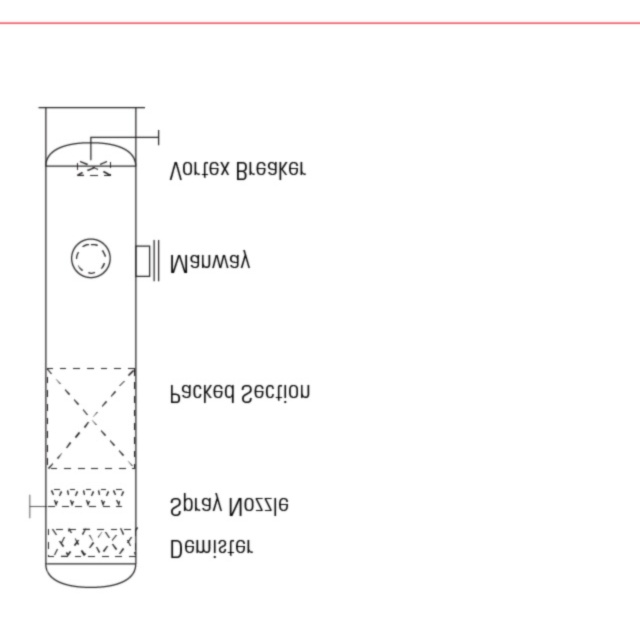 Vortex Breaker
Manway
Packed Section
Spray Nozzle
Demister